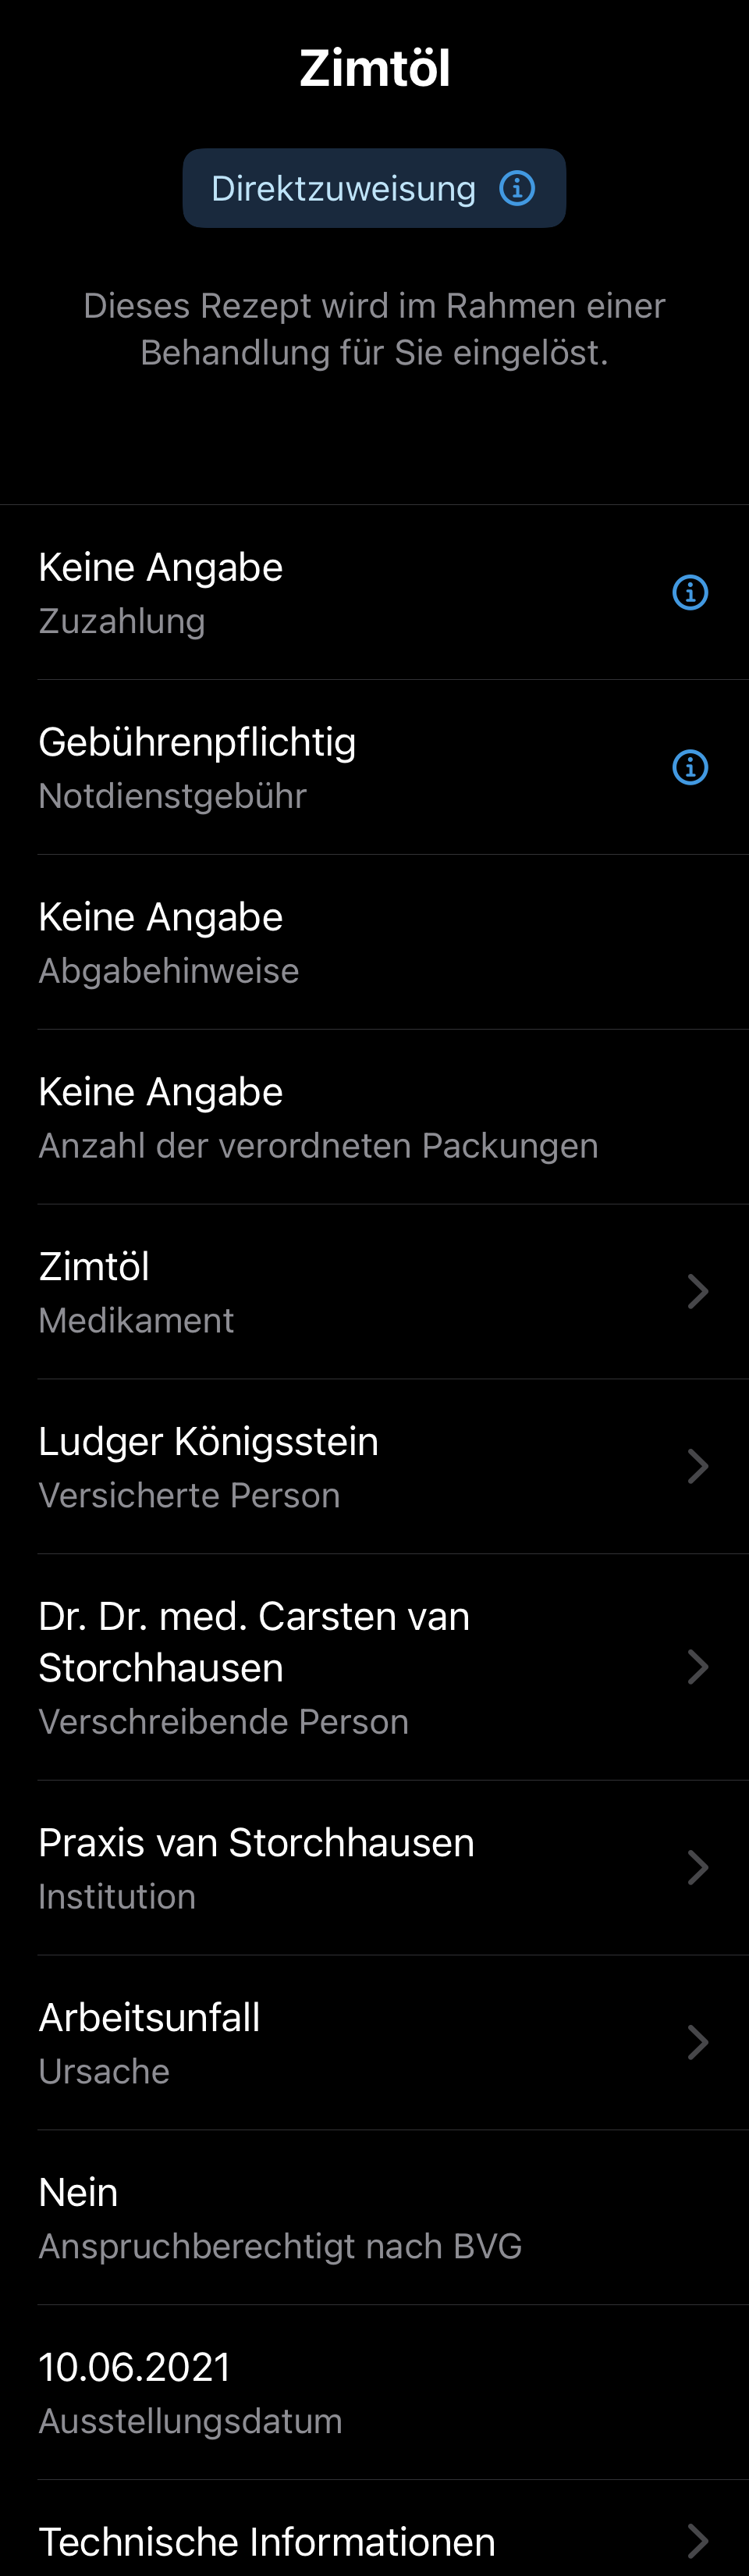 Zimtöl
Direktzuweisung
Dieses Rezept wird im Rahmen einer
Behandlung für Sie eingelöst.
Keine Angabe
Zuzahlung
Gebührenpflichtig
Notdienstgebühr
Keine Angabe
Abgabehinweise
Keine Angabe
Anzahl der verordneten Packungen
Zimtöl
Medikament
Ludger Königsstein
Versicherte Person
Dr. Dr. med. Carsten van
Storchhausen
Verschreibende Person
Praxis van Storchhausen
Institution
Arbeitsunfall
Ursache
Nein
Anspruchberechtigt nach BVG
10.06.2021
Ausstellungsdatum
Technische Informationen